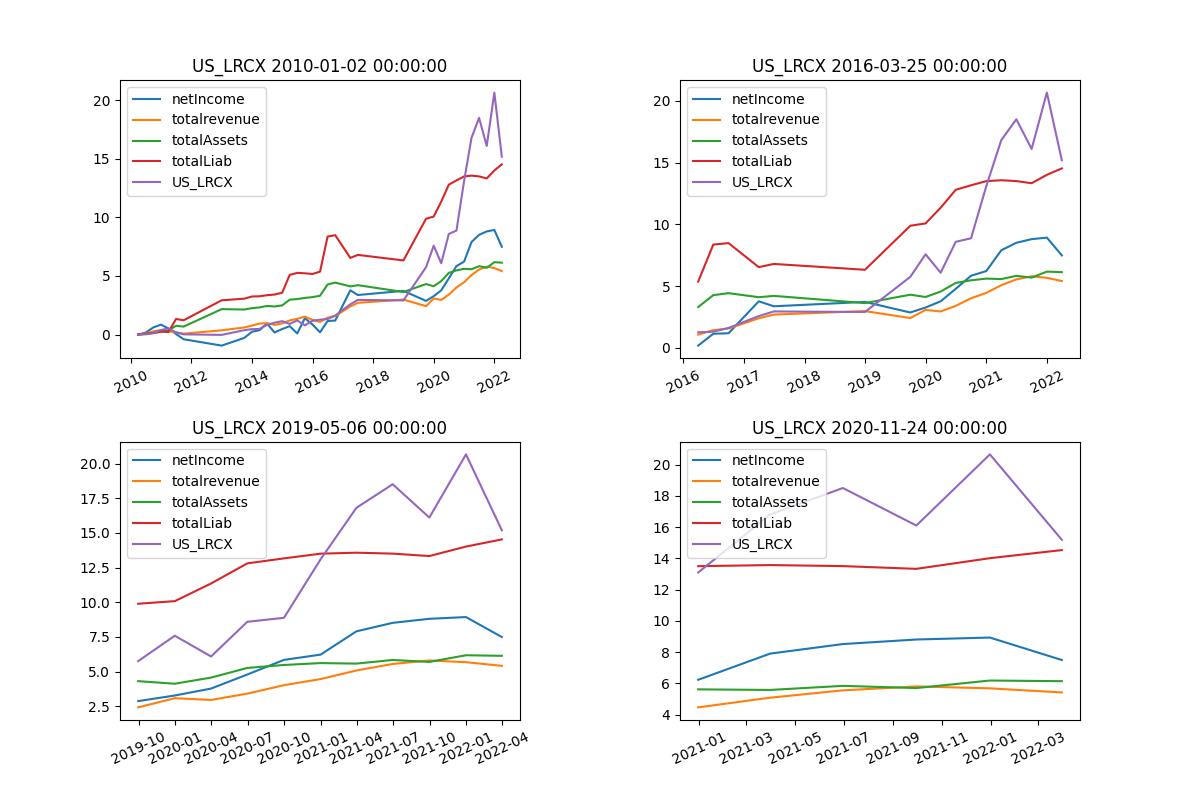 US_LRCX 2010-01-02 00:00:00
netIncome
totalrevenue
totalAssets
totalLiab
US_LRCX
20
15
10
5
0
2010 2012 2014 2016 2018 2020 2022
US_LRCX 2016-03-25 00:00:00
netIncome
totalrevenue
totalAssets
totalLiab
US_LRCX
20
15
10
5
0
2016 2017 2018 2019 2020 2021 2022
US_LRCX 2019-05-06 00:00:00
netIncome
totalrevenue
totalAssets
totalLiab
US_LRCX
20.0
17.5
15.0
12.5
10.0
7.5
5.0
2.5
2019-10 2020-01 2020-04 2020-07 2020-10 2021-01 2021-04 2021-07 2021-10 2022-01 2022-04
US_LRCX 2020-11-24 00:00:00
netIncome
totalrevenue
totalAssets
totalLiab
US_LRCX
20
18
16
14
12
10
8
6
4
2021-01 2021-03 2021-05 2021-07 2021-09 2021-11 2022-01 2022-03